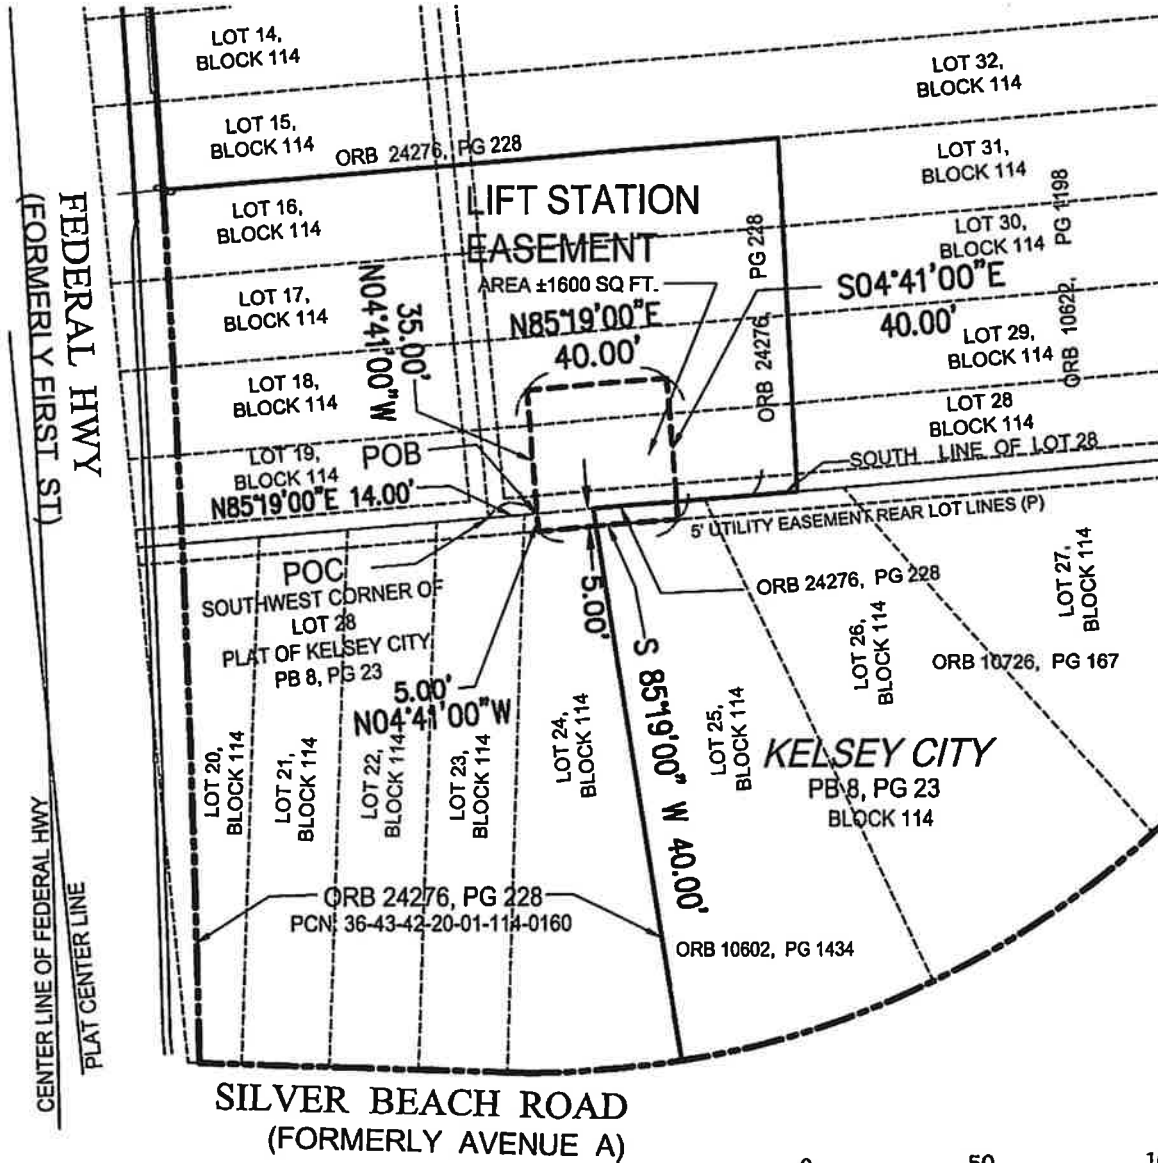 LOT 14,
BLOCK 114
LOT 32,
BLOCK 114
LOT 15,
BLOCK 114
ORB 24276, PG 228
LOT 31,
BLOCK 114
FEDERAL HWY
(FORMERLY FIRST ST)
LOT 16,
BLOCK 114
LIFT STATION
EASEMENT
AREA ±1600 SQ FT.
LOT 30,
BLOCK 114
ORB 10622, PG 1198
ORB 24276, PG 228
S04°41'00"E
40.00'
N85°19'00"E
40.00'
35.00'
N04°41'00"W
LOT 17,
BLOCK 114
LOT 29,
BLOCK 114
LOT 18,
BLOCK 114
LOT 28
BLOCK 114
LOT 19,
BLOCK 114
POB
SOUTH LINE OF LOT 28
N85°19'00"E 14.00'
5' UTILITY EASEMENT REAR LOT LINES (P)
POC
SOUTHWEST CORNER OF
LOT 28
PLAT OF KELSEY CITY
PB 8, PG 23
5.00'
N04°41'00"W
5.00'
S 85°19'00" W 40.00'
ORB 24276, PG 228
LOT 27,
BLOCK 114
LOT 26,
BLOCK 114
ORB 10726, PG 167
LOT 20,
BLOCK 114
LOT 21,
BLOCK 114
LOT 22,
BLOCK 114
LOT 23,
BLOCK 114
LOT 24,
BLOCK 114
LOT 25,
BLOCK 114
KELSEY CITY
PB 8, PG 23
BLOCK 114
ORB 24276, PG 228
PCN 36-43-42-20-01-114-0160
ORB 10602, PG 1434
CENTER LINE OF FEDERAL HWY
PLAT CENTER LINE
SILVER BEACH ROAD
(FORMERLY AVENUE A)